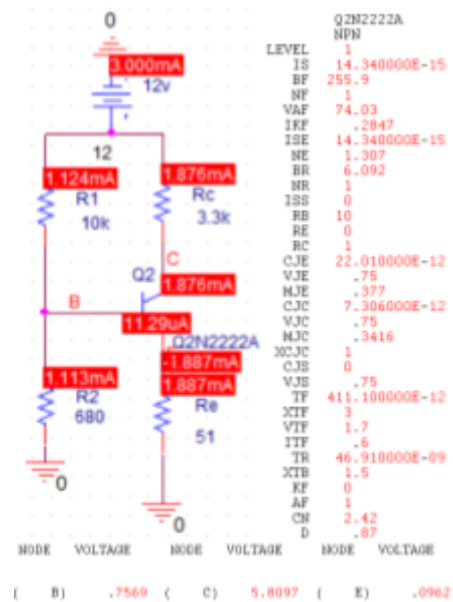 0
3.000mA
12v
12
1.124mA
1.876mA
R1
Rc
10k
3.3k
C
Q2
1.876mA
B
11.29uA
Q2N2222A
-1.887mA
1.113mA
1.887mA
R2
Re
680
51
0
0
Q2N2222A
NPN
LEVEL 1
IS 14.340000E-15
BF 255.9
NF 1
VAF 74.03
IKF .2847
ISE 14.340000E-15
NE 1.307
BR 6.092
NR 1
ISS 0
RB 10
RE 0
RC 1
CJE 22.010000E-12
VJE .75
MJE .377
CJC 7.306000E-12
VJC .75
MJC .3416
XCJC 1
CJS 0
VJS .75
TF 411.100000E-12
XTF 3
VTF 1.7
ITF .6
TR 46.910000E-09
XTB 1.5
KF 0
AF 1
CN 2.42
D .87
NODE VOLTAGE NODE VOLTAGE NODE VOLTAGE
( B) .7569 ( C) 5.8097 ( E) .0962